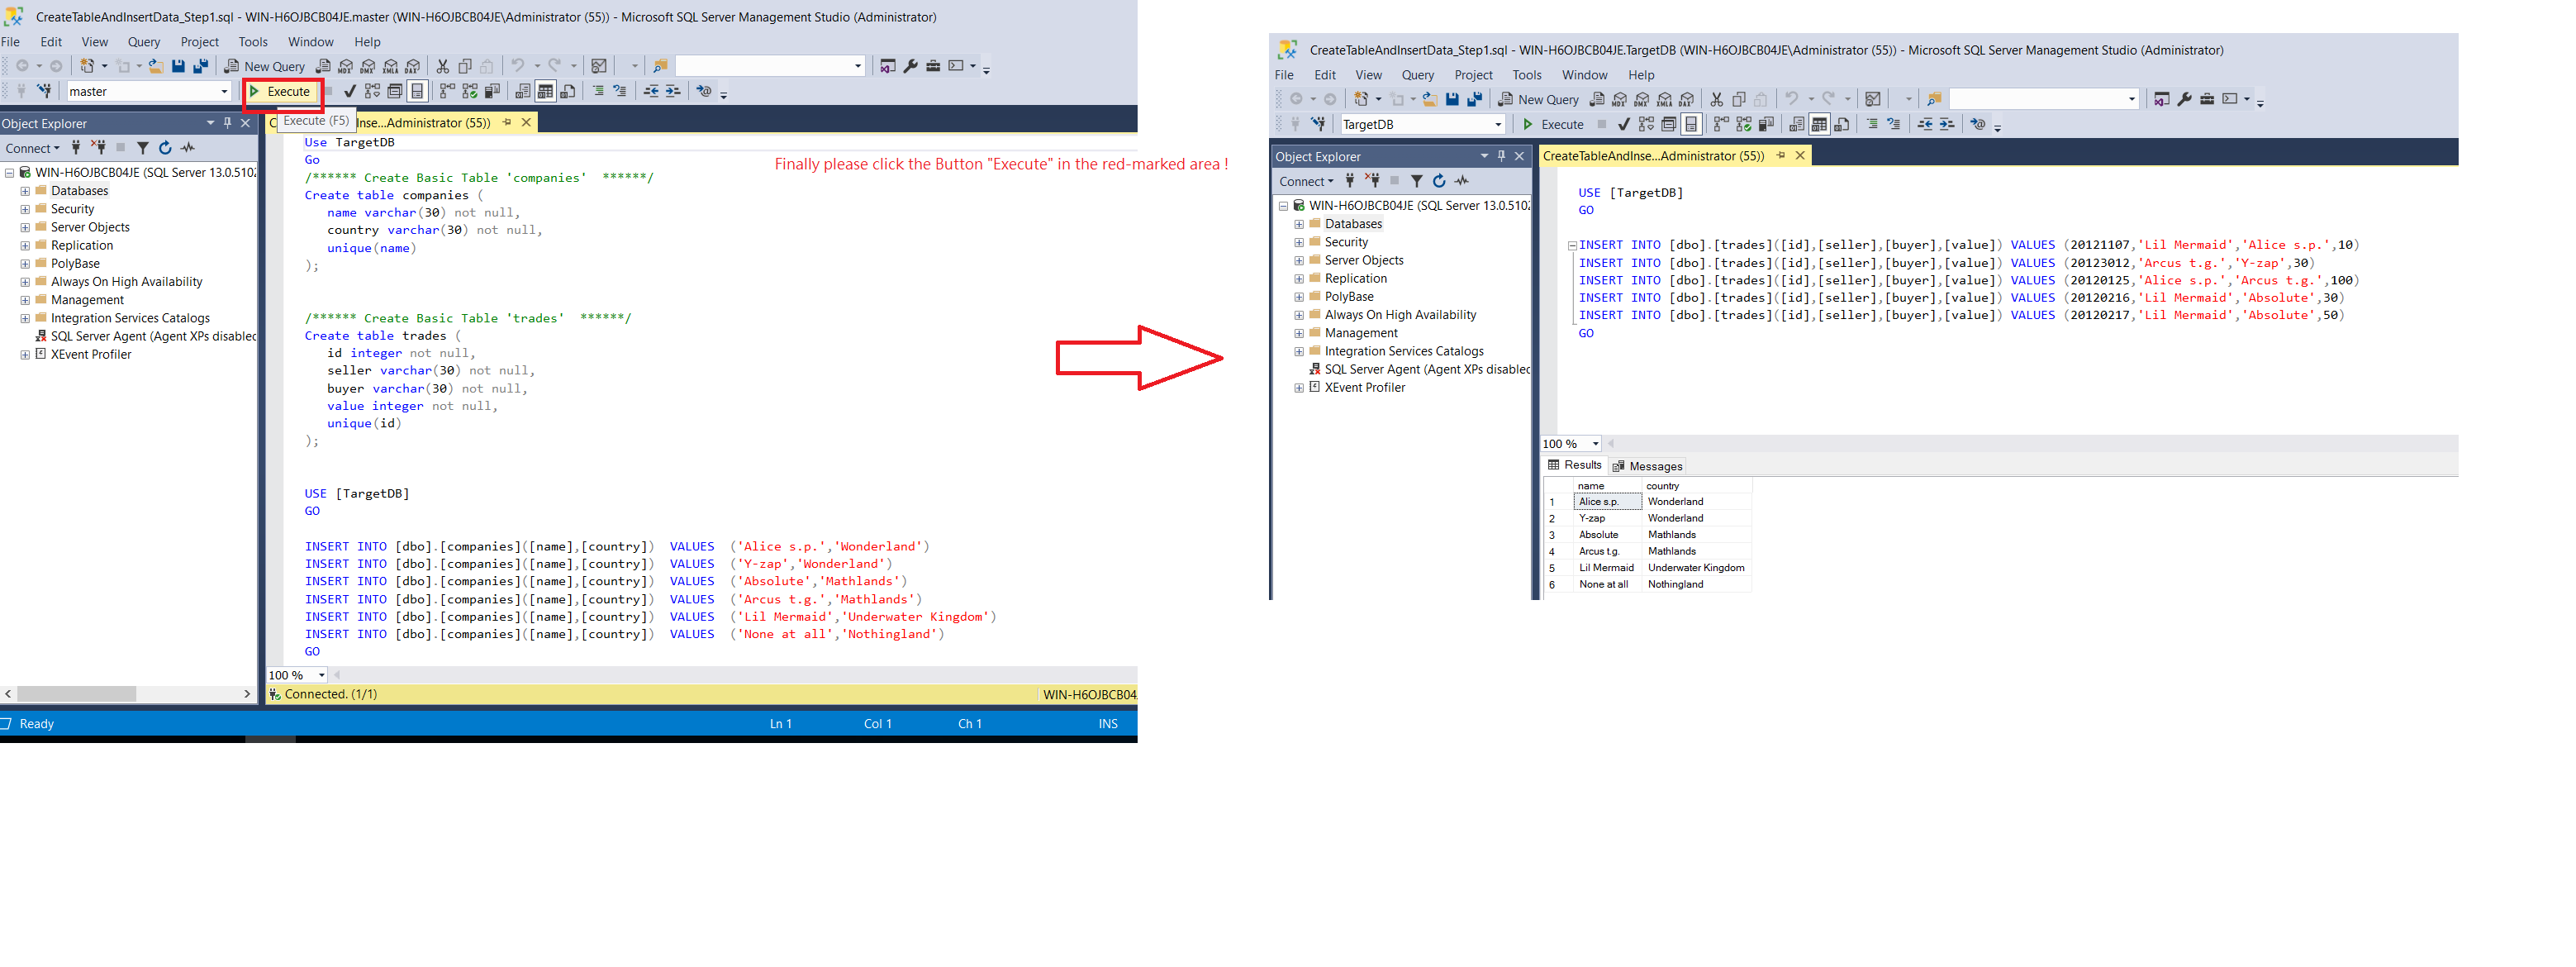 CreateTableAndInsertData_Step1.sql - WIN-H6OJBCB04JE.master (WIN-H6OJBCB04JE\Administrator (55)) - Microsoft SQL Server Management Studio (Administrator)
File Edit View Query Project Tools Window Help
New Query MDX DMX XMLA DAX
master Execute
Object Explorer
Execute (F5)
Inse...Administrator (55))
Connect
WIN-H6OJBCB04JE (SQL Server 13.0.5102
Databases
Security
Server Objects
Replication
PolyBase
Always On High Availability
Management
Integration Services Catalogs
SQL Server Agent (Agent XPs disabled
XEvent Profiler
Use TargetDB
Go
/****** Create Basic Table 'companies' ******/
Create table companies (
name varchar(30) not null,
country varchar(30) not null,
unique(name)
);
/****** Create Basic Table 'trades' ******/
Create table trades (
id integer not null,
seller varchar(30) not null,
buyer varchar(30) not null,
value integer not null,
unique(id)
);
USE [TargetDB]
GO
INSERT INTO [dbo].[companies]([name],[country]) VALUES ('Alice s.p.','Wonderland')
INSERT INTO [dbo].[companies]([name],[country]) VALUES ('Y-zap','Wonderland')
INSERT INTO [dbo].[companies]([name],[country]) VALUES ('Absolute','Mathlands')
INSERT INTO [dbo].[companies]([name],[country]) VALUES ('Arcus t.g.','Mathlands')
INSERT INTO [dbo].[companies]([name],[country]) VALUES ('Lil Mermaid','Underwater Kingdom')
INSERT INTO [dbo].[companies]([name],[country]) VALUES ('None at all','Nothingland')
GO
100 %
Connected. (1/1) WIN-H6OJBCB04
Ready Ln 1 Col 1 Ch 1 INS
Finally please click the Button "Execute" in the red-marked area !
CreateTableAndInsertData_Step1.sql - WIN-H6OJBCB04JE.TargetDB (WIN-H6OJBCB04JE\Administrator (55)) - Microsoft SQL Server Management Studio (Administrator)
File Edit View Query Project Tools Window Help
New Query MDX DMX XMLA DAX
TargetDB Execute
Object Explorer
CreateTableAndInse...Administrator (55))
Connect
WIN-H6OJBCB04JE (SQL Server 13.0.5102
Databases
Security
Server Objects
Replication
PolyBase
Always On High Availability
Management
Integration Services Catalogs
SQL Server Agent (Agent XPs disabled
XEvent Profiler
USE [TargetDB]
GO
INSERT INTO [dbo].[trades]([id],[seller],[buyer],[value]) VALUES (20121107,'Lil Mermaid','Alice s.p.',10)
INSERT INTO [dbo].[trades]([id],[seller],[buyer],[value]) VALUES (20123012,'Arcus t.g.','Y-zap',30)
INSERT INTO [dbo].[trades]([id],[seller],[buyer],[value]) VALUES (20120125,'Alice s.p.','Arcus t.g.',100)
INSERT INTO [dbo].[trades]([id],[seller],[buyer],[value]) VALUES (20120216,'Lil Mermaid','Absolute',30)
INSERT INTO [dbo].[trades]([id],[seller],[buyer],[value]) VALUES (20120217,'Lil Mermaid','Absolute',50)
GO
100 %
Results Messages
name country
1 Alice s.p. Wonderland
2 Y-zap Wonderland
3 Absolute Mathlands
4 Arcus t.g. Mathlands
5 Lil Mermaid Underwater Kingdom
6 None at all Nothingland